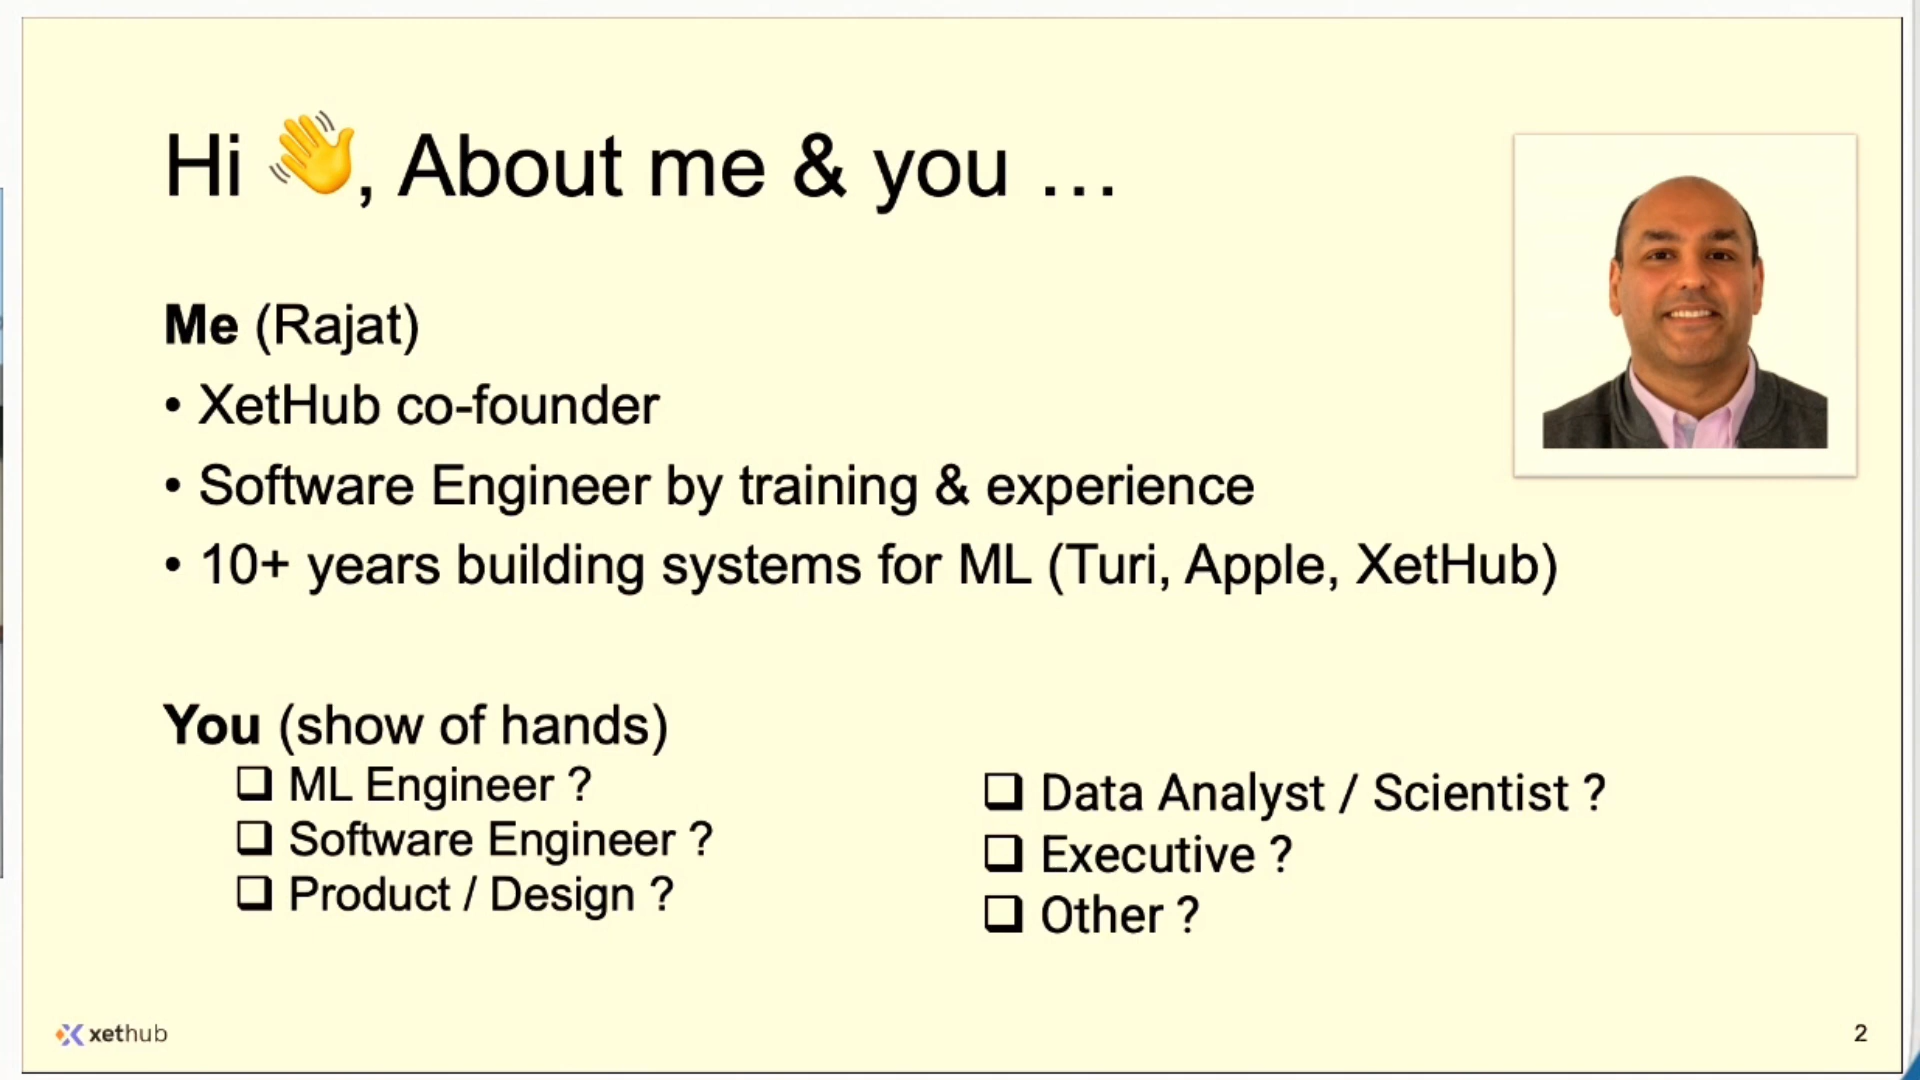 Hi 👋, About me & you …
Me (Rajat)
• XetHub co-founder
• Software Engineer by training & experience
• 10+ years building systems for ML (Turi, Apple, XetHub)
You (show of hands)
❑ ML Engineer ?
❑ Software Engineer ?
❑ Product / Design ?
❑ Data Analyst / Scientist ?
❑ Executive ?
❑ Other ?
xethub
2